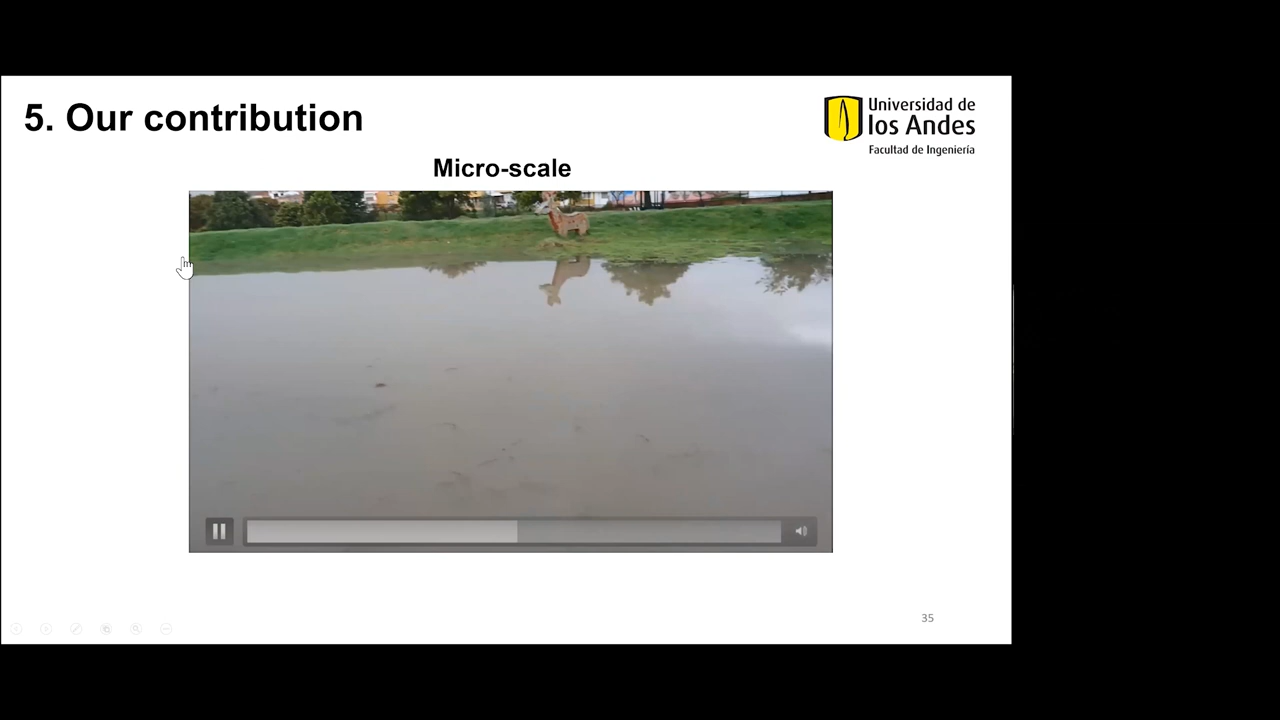 5. Our contribution
Universidad de
los Andes
Facultad de Ingeniería
Micro-scale
35